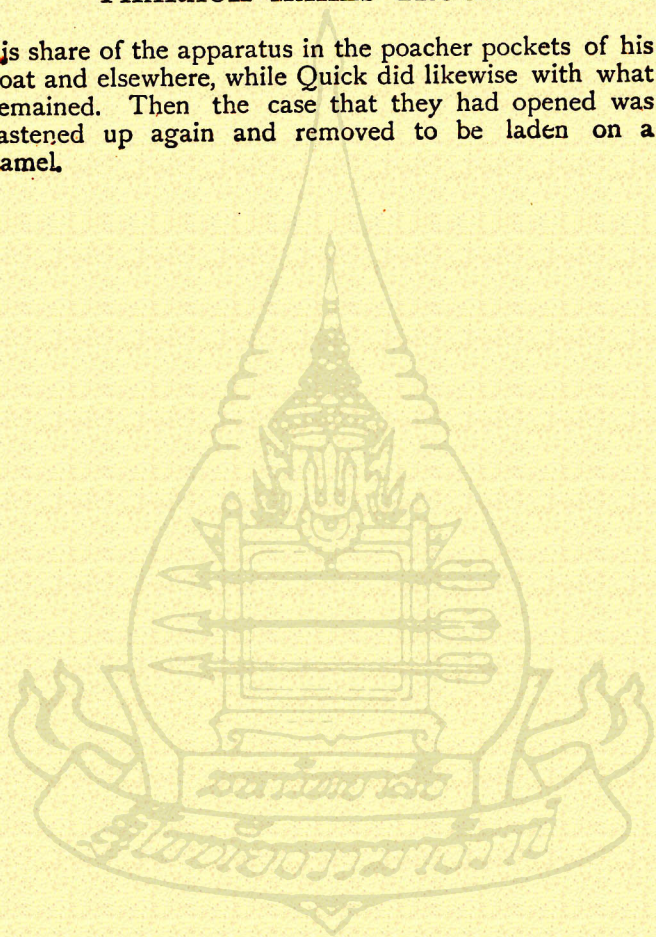 is share of the apparatus in the poacher pockets of his
oat and elsewhere, while Quick did likewise with what
emained. Then the case that they had opened was
astened up again and removed to be laden on a
amel.